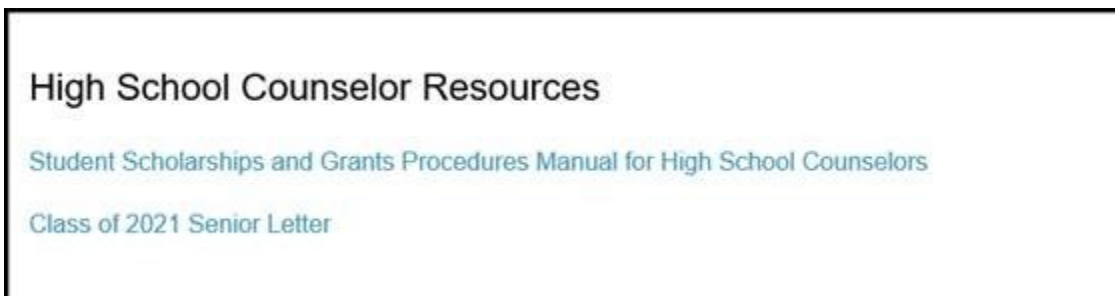 High School Counselor Resources
Student Scholarships and Grants Procedures Manual for High School Counselors
Class of 2021 Senior Letter